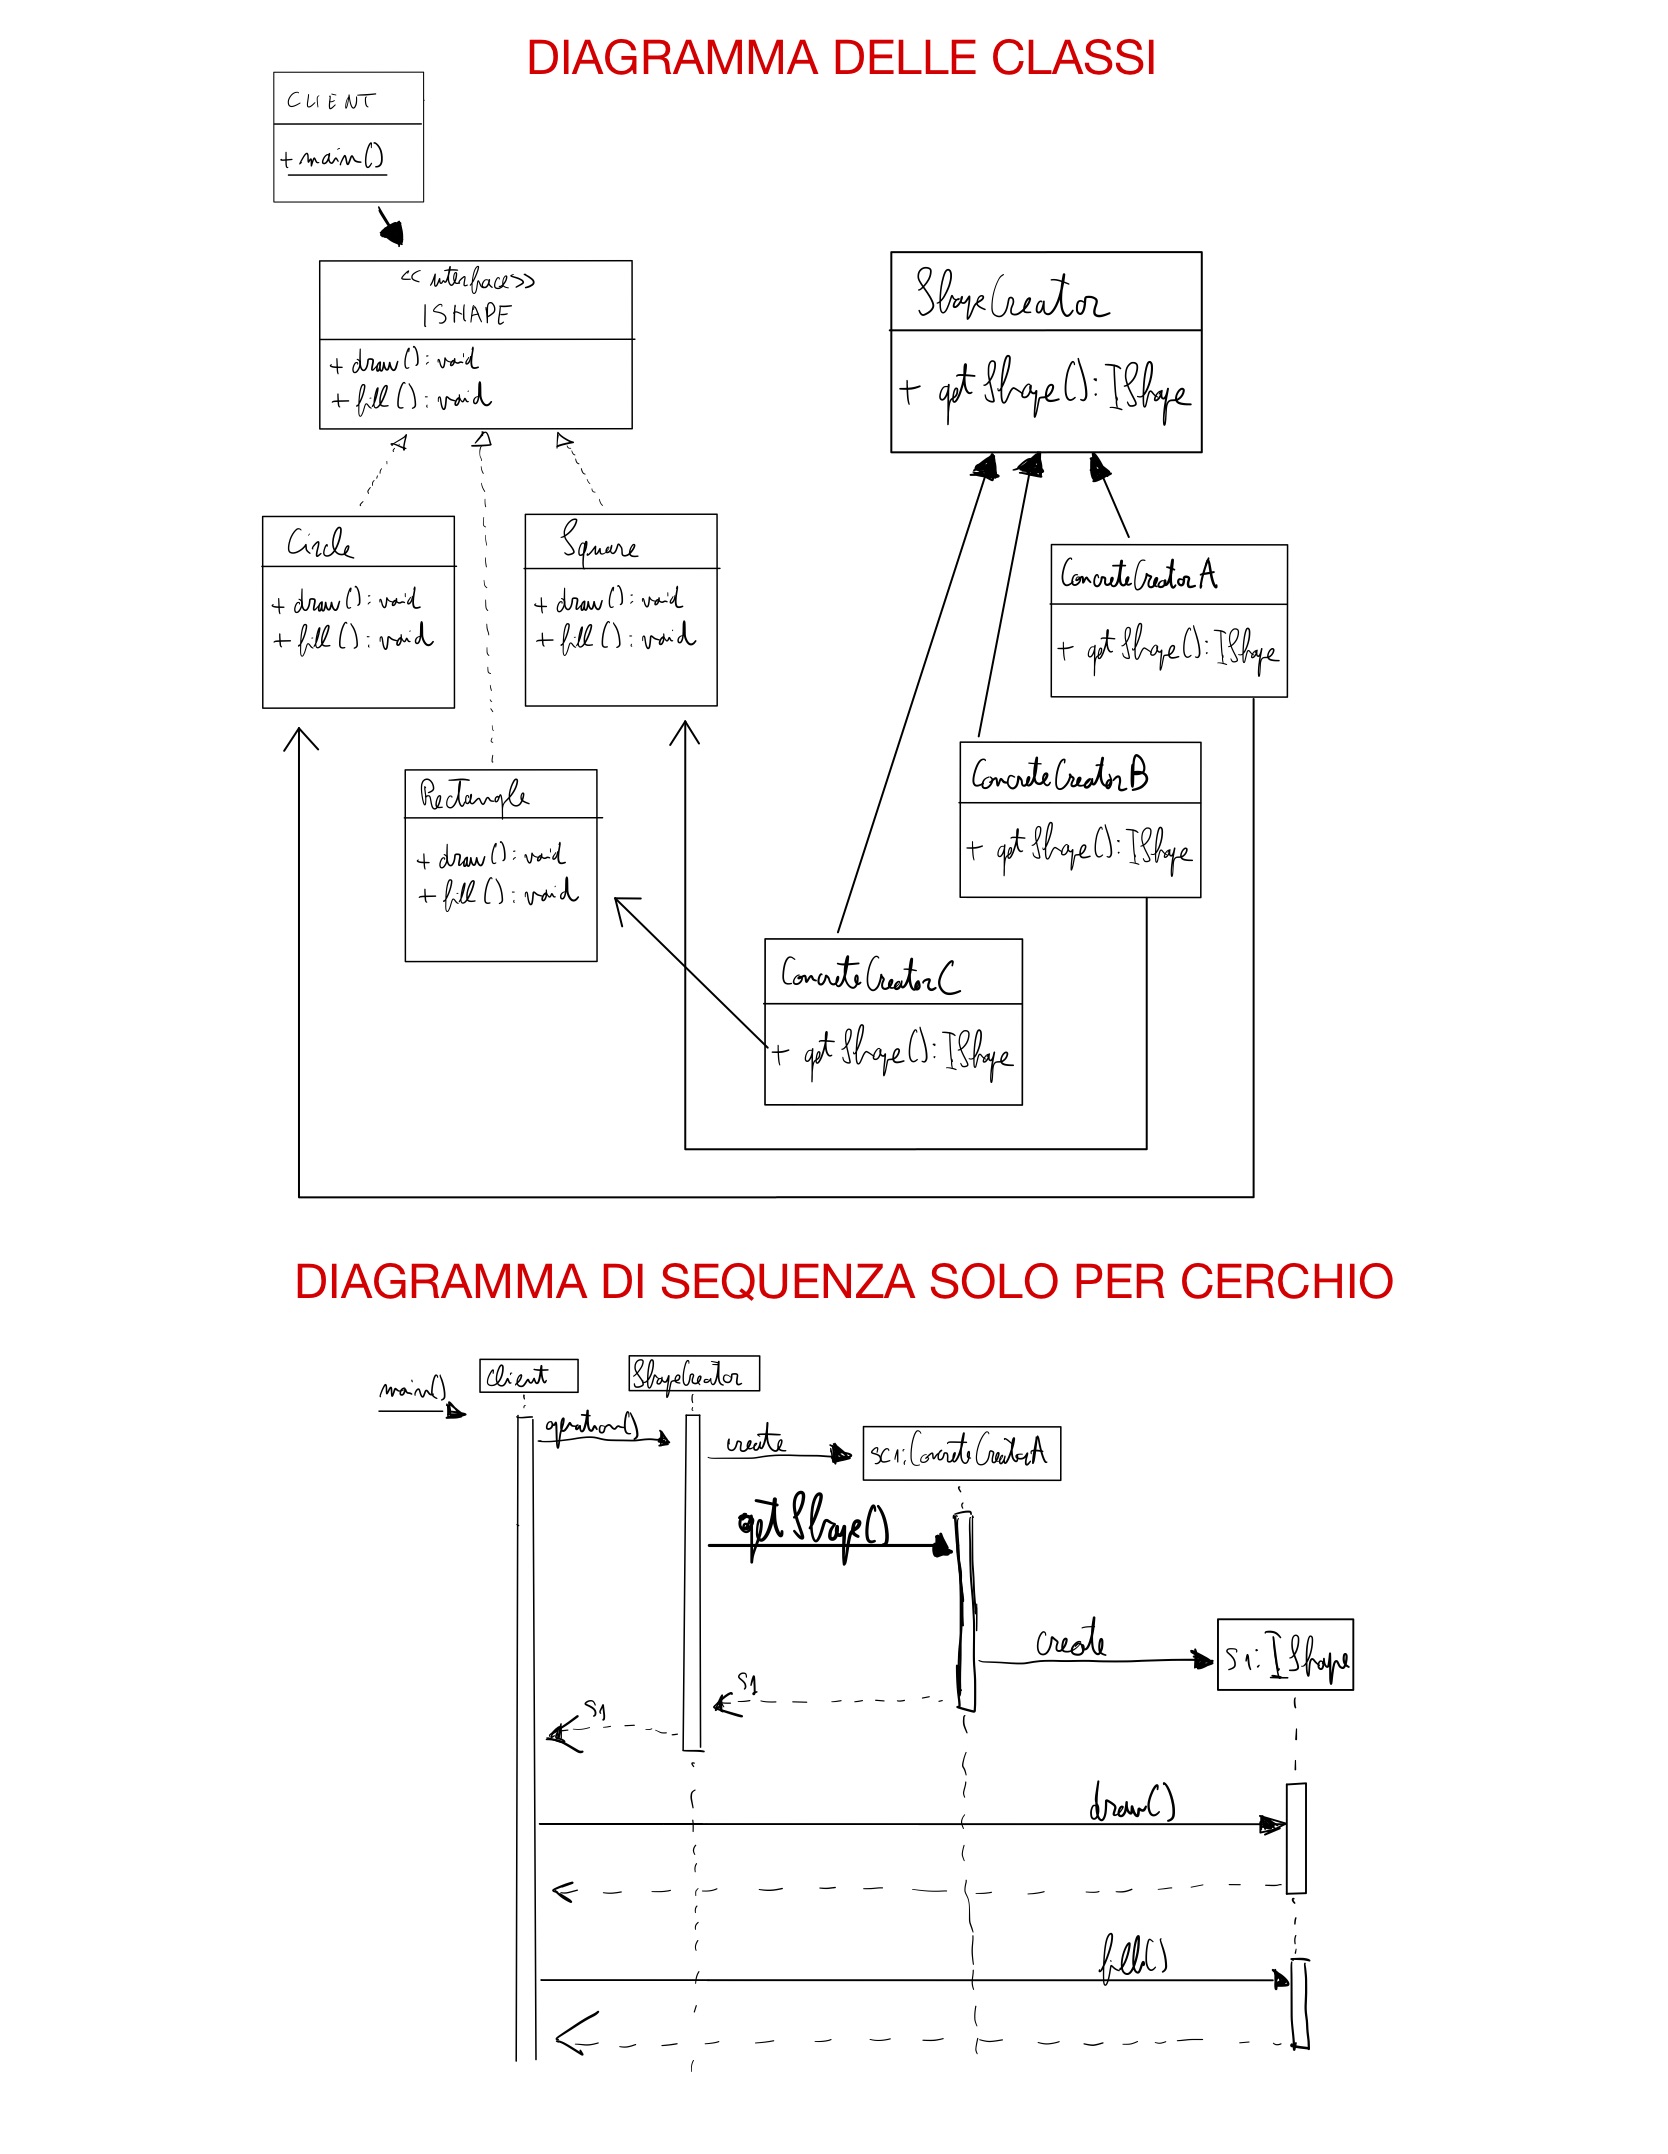 DIAGRAMMA DELLE CLASSI
CLIENT
+ main()
<< interface>>
ISHAPE
+ draw(): void
+ fill(): void
ShapeCreator
+ getShape(): IShape
Circle
+ draw(): void
+ fill(): void
Square
+ draw(): void
+ fill(): void
ConcreteCreatorA
+ getShape(): IShape
Rectangle
+ draw(): void
+ fill(): void
ConcreteCreatorB
+ getShape(): IShape
ConcreteCreatorC
+ getShape(): IShape
DIAGRAMMA DI SEQUENZA SOLO PER CERCHIO
main()
Client
ShapeCreator
operation()
create
sc1:ConcreteCreatorA
getShape()
create
s1:IShape
s1
s1
draw()
fill()